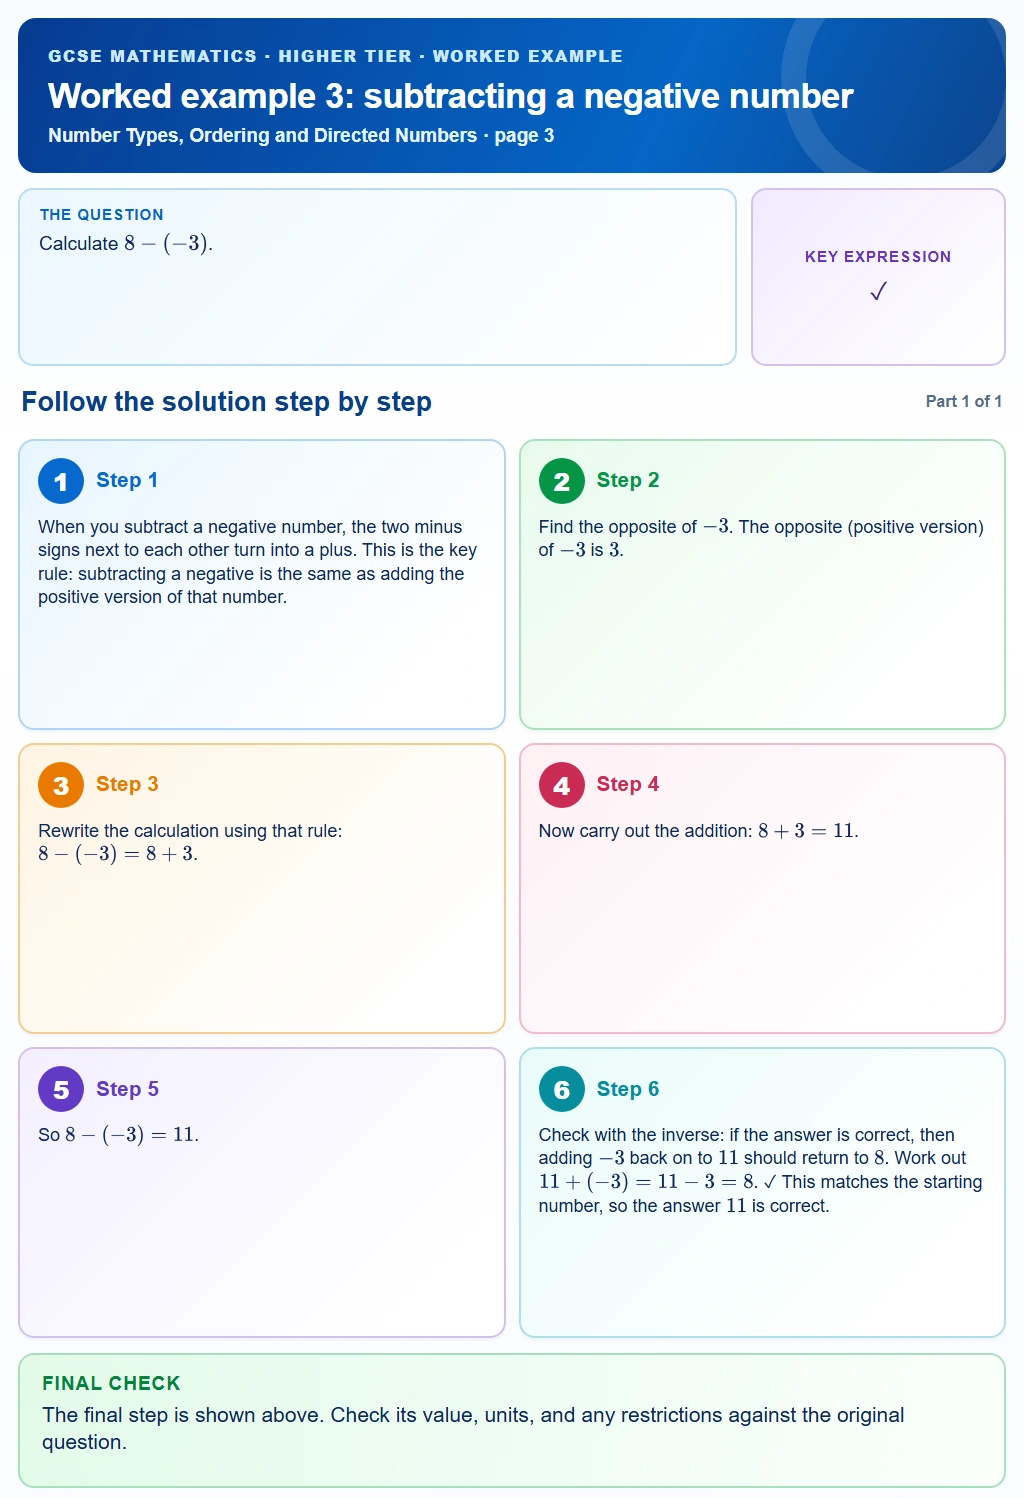 GCSE MATHEMATICS · HIGHER TIER · WORKED EXAMPLE
Worked example 3: subtracting a negative number
Number Types, Ordering and Directed Numbers · page 3
THE QUESTION
Calculate 8 − (−3).
KEY EXPRESSION
✓
Follow the solution step by step
Part 1 of 1
1 Step 1
When you subtract a negative number, the two minus
signs next to each other turn into a plus. This is the key
rule: subtracting a negative is the same as adding the
positive version of that number.
2 Step 2
Find the opposite of −3. The opposite (positive version)
of −3 is 3.
3 Step 3
Rewrite the calculation using that rule:
8 − (−3) = 8 + 3.
4 Step 4
Now carry out the addition: 8 + 3 = 11.
5 Step 5
So 8 − (−3) = 11.
6 Step 6
Check with the inverse: if the answer is correct, then
adding −3 back on to 11 should return to 8. Work out
11 + (−3) = 11 − 3 = 8. ✓ This matches the starting
number, so the answer 11 is correct.
FINAL CHECK
The final step is shown above. Check its value, units, and any restrictions against the original
question.